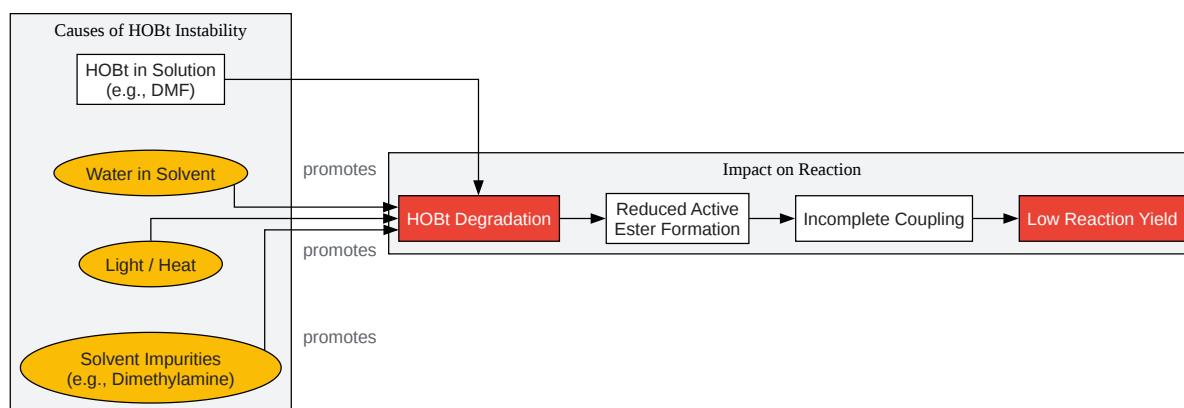 Causes of HOBt Instability
HOBt in Solution
(e.g., DMF)
Water in Solvent
Light / Heat
Solvent Impurities
(e.g., Dimethylamine)
promotes
promotes
promotes
Impact on Reaction
HOBt Degradation
Reduced Active
Ester Formation
Incomplete Coupling
Low Reaction Yield